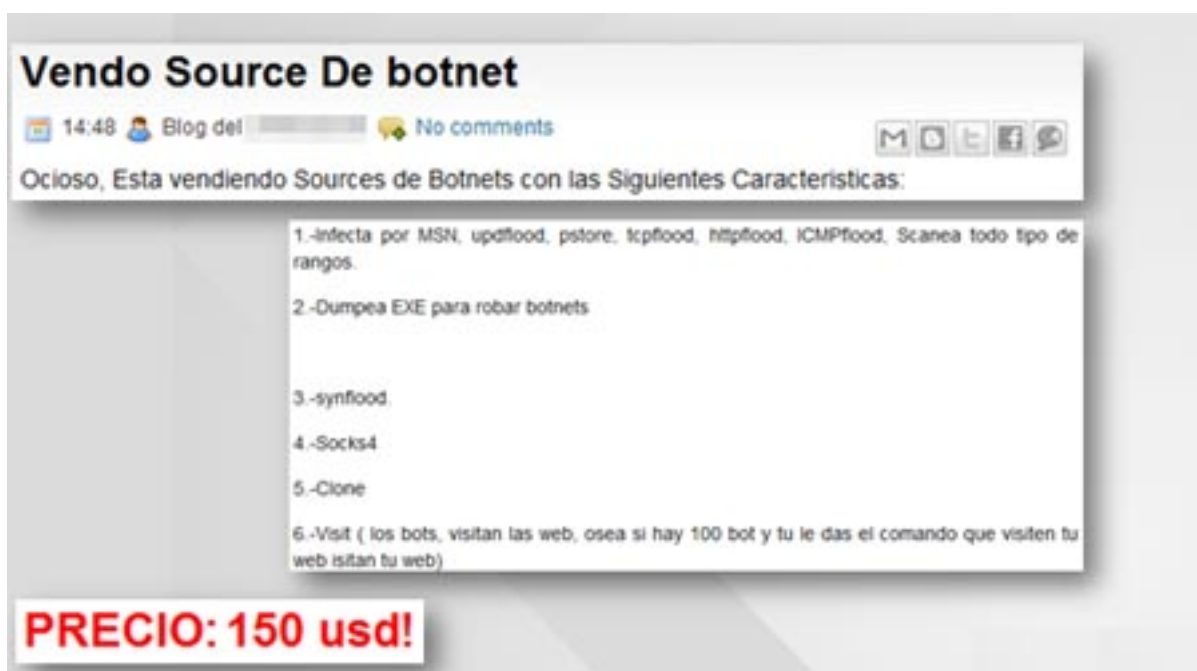 Vendo Source De botnet
14:48 Blog del No comments
Ocioso, Esta vendiendo Sources de Botnets con las Siguientes Caracteristicas:
1.-Infecta por MSN, updflood, pstore, tcpflood, httpflood, ICMPflood, Scanea todo tipo de
rangos.
2.-Dumpea EXE para robar botnets
3.-synflood.
4.-Socks4
5.-Clone
6.-Visit ( los bots, visitan las web, osea si hay 100 bot y tu le das el comando que visiten tu
web isitan tu web)
PRECIO: 150 usd!